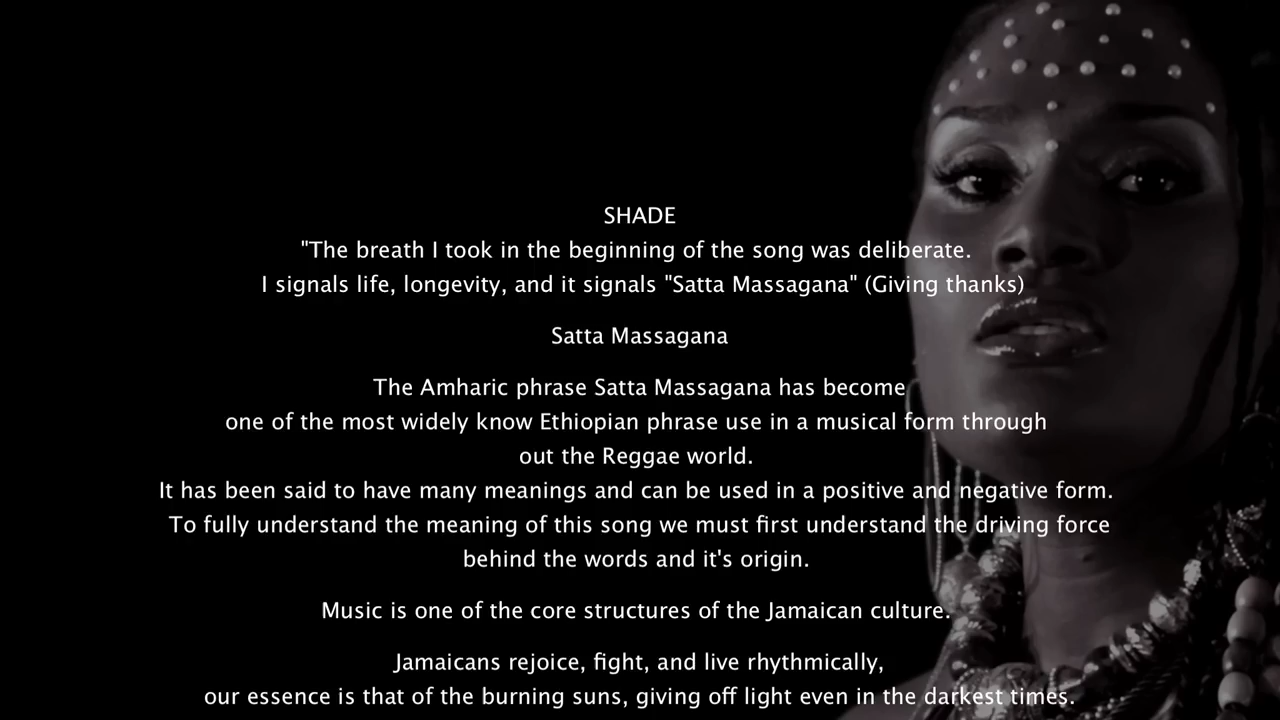 SHADE
"The breath I took in the beginning of the song was deliberate.
I signals life, longevity, and it signals "Satta Massagana" (Giving thanks)
Satta Massagana
The Amharic phrase Satta Massagana has become
one of the most widely know Ethiopian phrase use in a musical form through
out the Reggae world.
It has been said to have many meanings and can be used in a positive and negative form.
To fully understand the meaning of this song we must first understand the driving force
behind the words and it's origin.
Music is one of the core structures of the Jamaican culture.
Jamaicans rejoice, fight, and live rhythmically,
our essence is that of the burning suns, giving off light even in the darkest times.